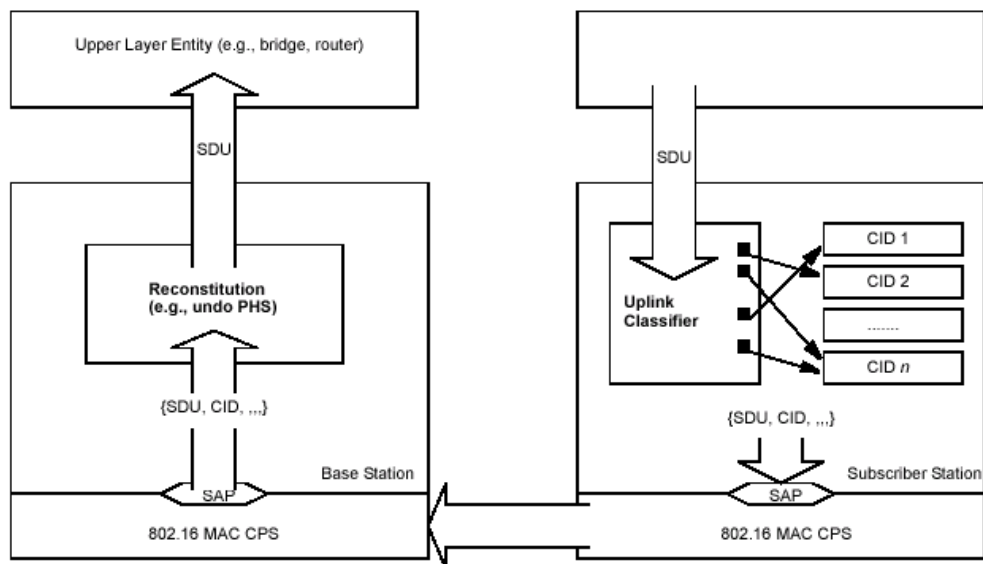 Upper Layer Entity (e.g., bridge, router)
SDU
SDU
Reconstitution
(e.g., undo PHS)
Uplink
Classifier
CID 1
CID 2
.......
CID n
{SDU, CID, ,,,}
{SDU, CID, ,,,}
Base Station
Subscriber Station
SAP
SAP
802.16 MAC CPS
802.16 MAC CPS